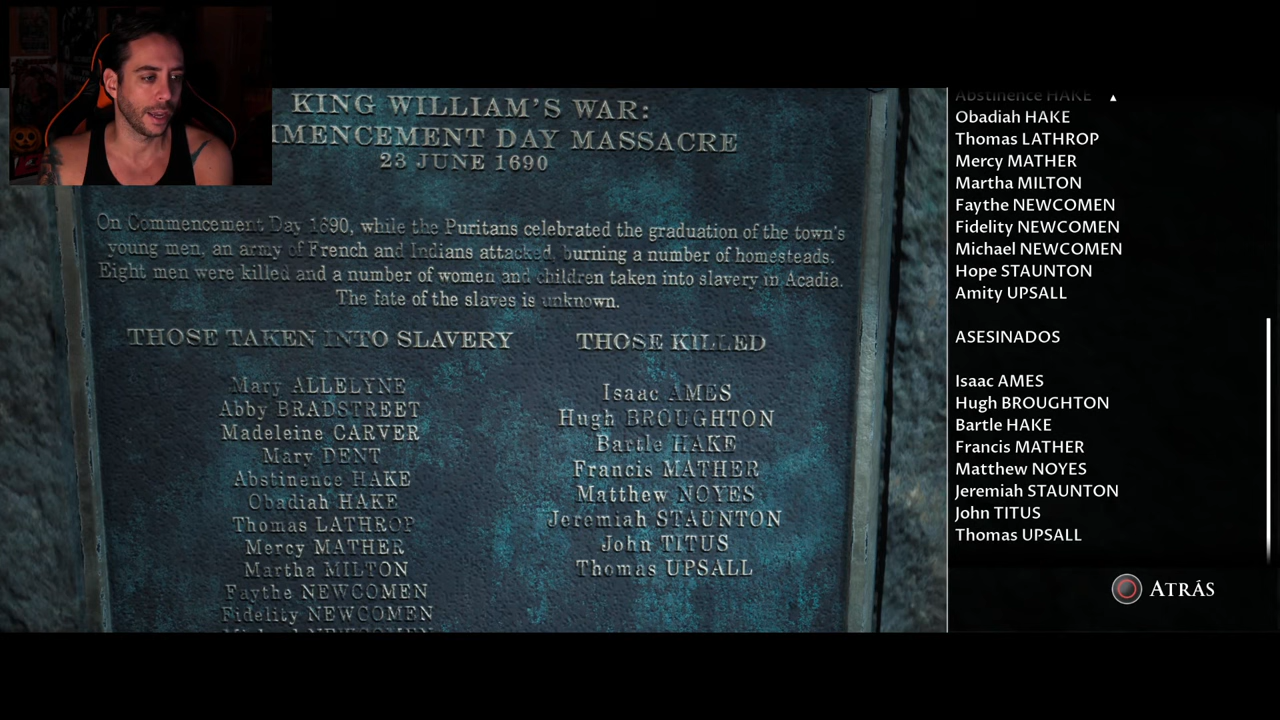 KING WILLIAM'S WAR:
DAY MASSACRE
23 JUNE 1690
On Commencement Day 1690, while the Puritans celebrated the graduation of the town's
young men, an army of French and Indians attacked, burning a number of homesteads.
Eight men were killed and a number of women and children taken into slavery in Acadia.
The fate of the slaves is unknown.
THOSE TAKEN INTO SLAVERY
Mary ALLELYNE
Abby BRADSTREET
Madeleine CARVER
Mary DENT
Abstinence HAKE
Obadiah HAKE
Thomas LATHROP
Mercy MATHER
Martha MILTON
Faythe NEWCOMEN
Fidelity NEWCOMEN
Michael NEWCOMEN
THOSE KILLED
Isaac AMES
Hugh BROUGHTON
Bartle HAKE
Francis MATHER
Matthew NOYES
Jeremiah STAUNTON
John TITUS
Thomas UPSALL
Abstinence HAKE
Obadiah HAKE
Thomas LATHROP
Mercy MATHER
Martha MILTON
Faythe NEWCOMEN
Fidelity NEWCOMEN
Michael NEWCOMEN
Hope STAUNTON
Amity UPSALL
ASESINADOS
Isaac AMES
Hugh BROUGHTON
Bartle HAKE
Francis MATHER
Matthew NOYES
Jeremiah STAUNTON
John TITUS
Thomas UPSALL
ATRÁS